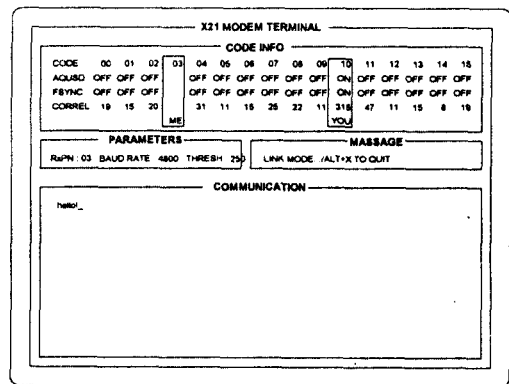 X21 MODEM TERMINAL
CODE INFO
CODE 00 01 02 03 04 05 06 07 08 09 10 11 12 13 14 15
AQUSD OFF OFF OFF OFF OFF OFF OFF OFF OFF ON OFF OFF OFF OFF OFF
FSYNC OFF OFF OFF OFF OFF OFF OFF OFF OFF ON OFF OFF OFF OFF OFF
CORREL 19 15 20 31 11 15 25 22 11 318 47 11 15 8 19
ME YOU
PARAMETERS MASSAGE
RxPN : 03 BAUD RATE 4800 THRESH 250 LINK MODE /ALT+X TO QUIT
COMMUNICATION
hello!_